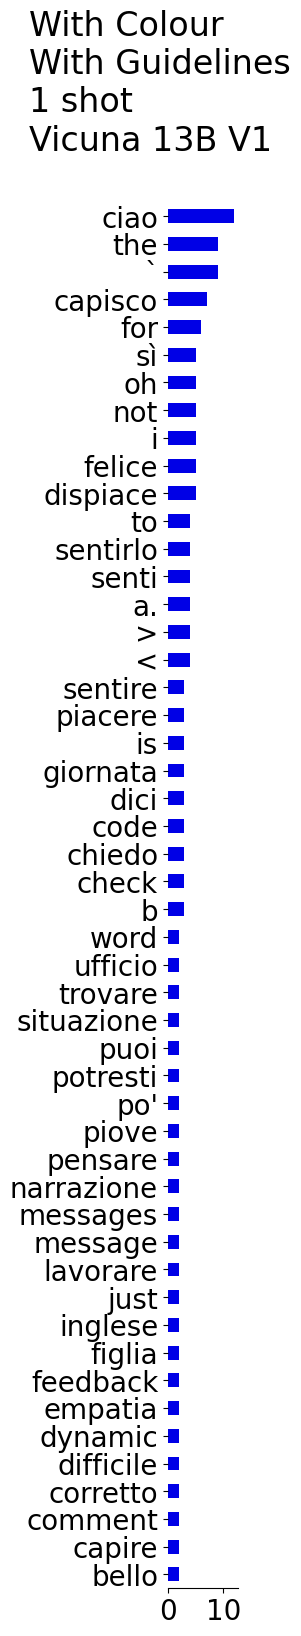 With Colour
With Guidelines
1 shot
Vicuna 13B V1
ciao
the
`
capisco
for
sì
oh
not
i
felice
dispiace
to
sentirlo
senti
a.
>
<
sentire
piacere
is
giornata
dici
code
chiedo
check
b
word
ufficio
trovare
situazione
puoi
potresti
po'
piove
pensare
narrazione
messages
message
lavorare
just
inglese
figlia
feedback
empatia
dynamic
difficile
corretto
comment
capire
bello
0 10